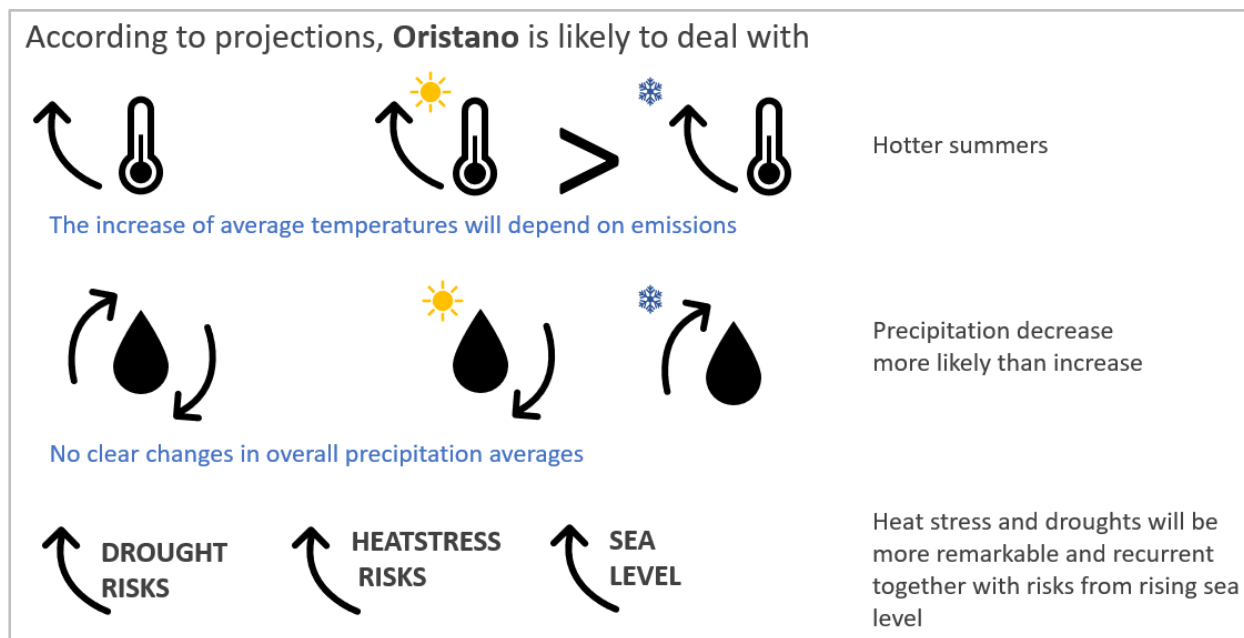 According to projections, Oristano is likely to deal with
>
Hotter summers
The increase of average temperatures will depend on emissions
Precipitation decrease
more likely than increase
No clear changes in overall precipitation averages
DROUGHT
RISKS
HEATSTRESS
RISKS
SEA
LEVEL
Heat stress and droughts will be
more remarkable and recurrent
together with risks from rising sea
level